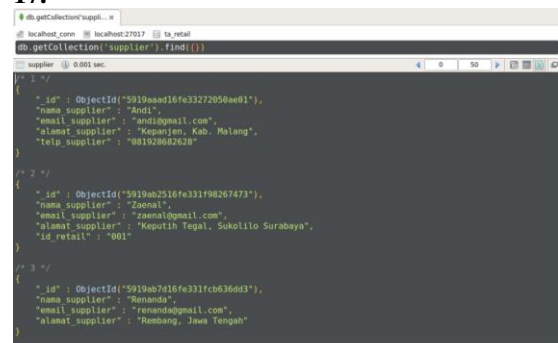 17.
db.getCollection('suppli... ×
localhost_conn localhost:27017 ta_retail
db.getCollection('supplier').find({})
supplier 0.001 sec. 0 50
/* 1 */
{
"_id" : ObjectId("5919aaad16fe33272050ae01"),
"nama_supplier" : "Andi",
"email_supplier" : "andi@gmail.com",
"alamat_supplier" : "Kepanjen, Kab. Malang",
"telp_supplier" : "081928682628"
}
/* 2 */
{
"_id" : ObjectId("5919ab2516fe331f98267473"),
"nama_supplier" : "Zaenal",
"email_supplier" : "zaenal@gmail.com",
"alamat_supplier" : "Keputih Tegal, Sukolilo Surabaya",
"id_retail" : "001"
}
/* 3 */
{
"_id" : ObjectId("5919ab7d16fe331fcb636dd3"),
"nama_supplier" : "Renanda",
"email_supplier" : "renanda@gmail.com",
"alamat_supplier" : "Rembang, Jawa Tengah"
}